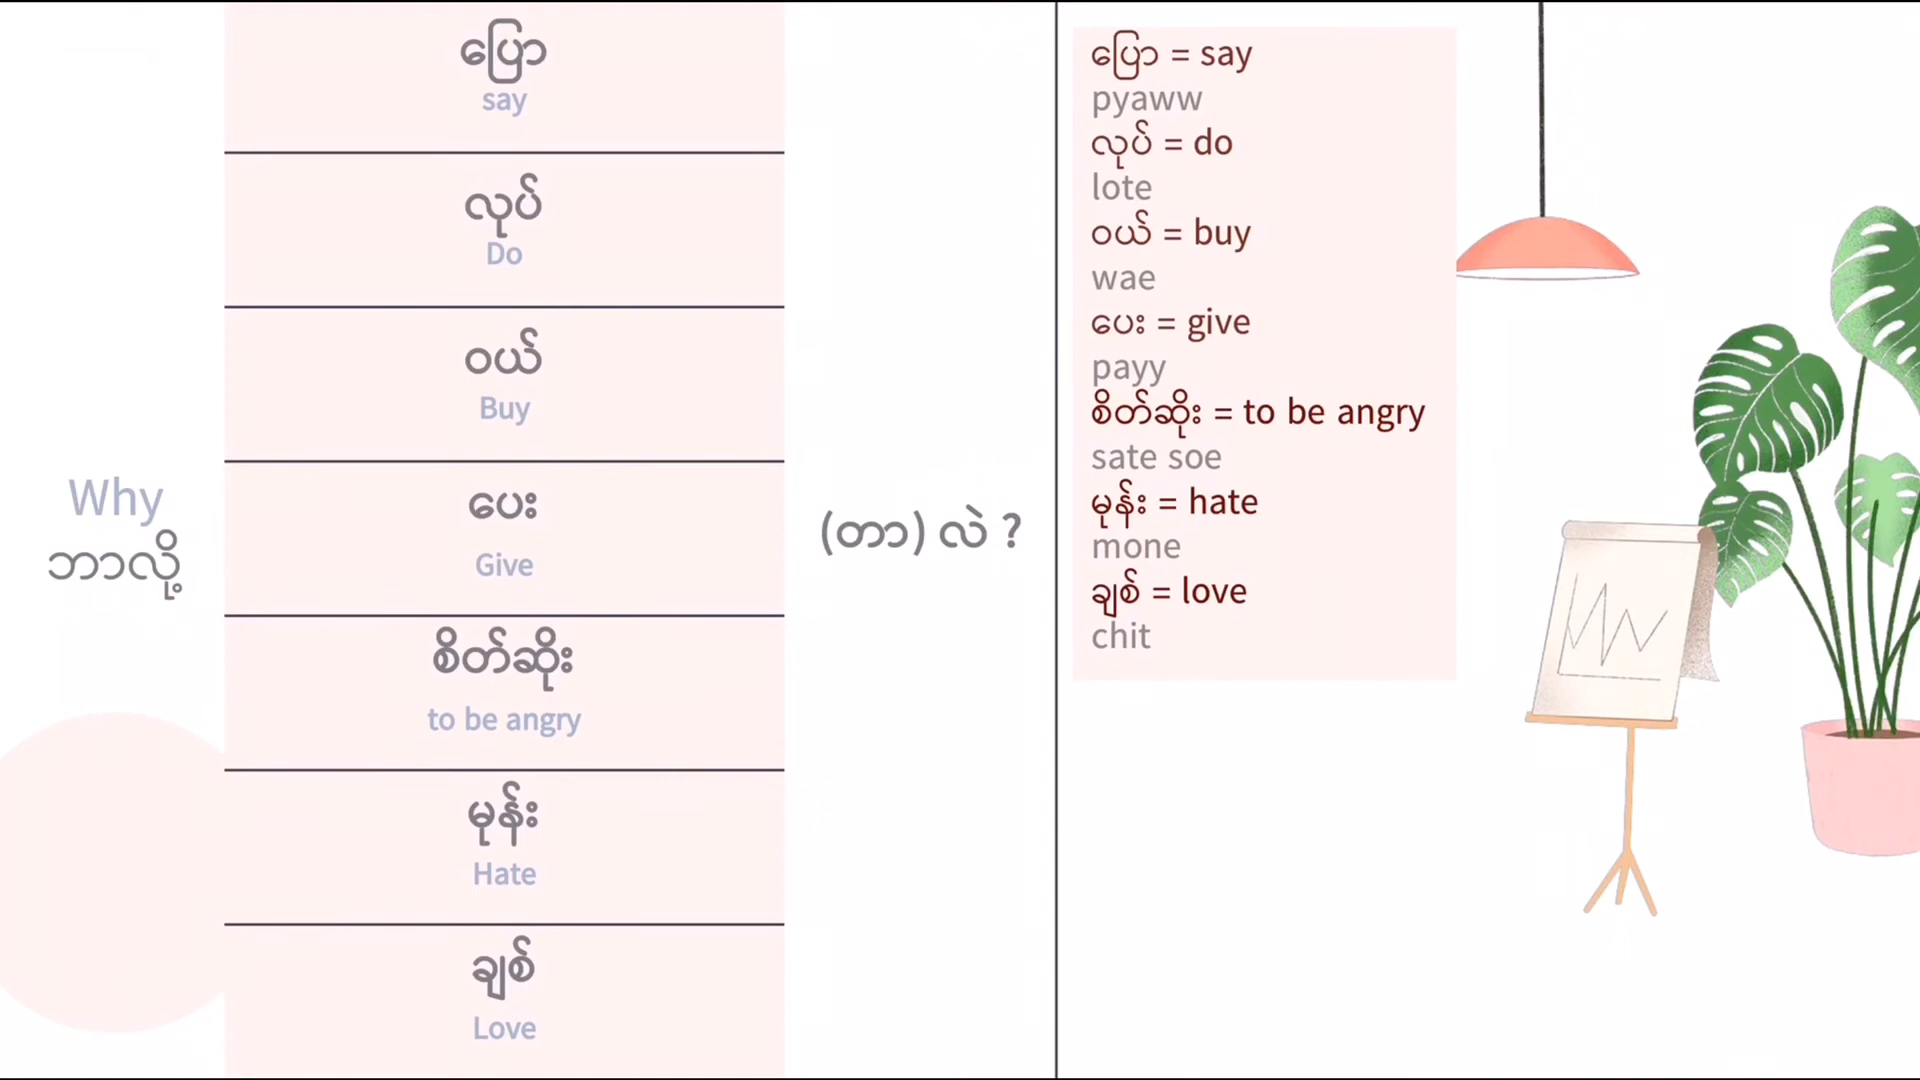 Why
ဘာလို့
ပြော
say
လုပ်
Do
ဝယ်
Buy
ပေး
Give
စိတ်ဆိုး
to be angry
မုန်း
Hate
ချစ်
Love
(တာ) လဲ ?
ပြော = say
pyaww
လုပ် = do
lote
ဝယ် = buy
wae
ပေး = give
payy
စိတ်ဆိုး = to be angry
sate soe
မုန်း = hate
mone
ချစ် = love
chit